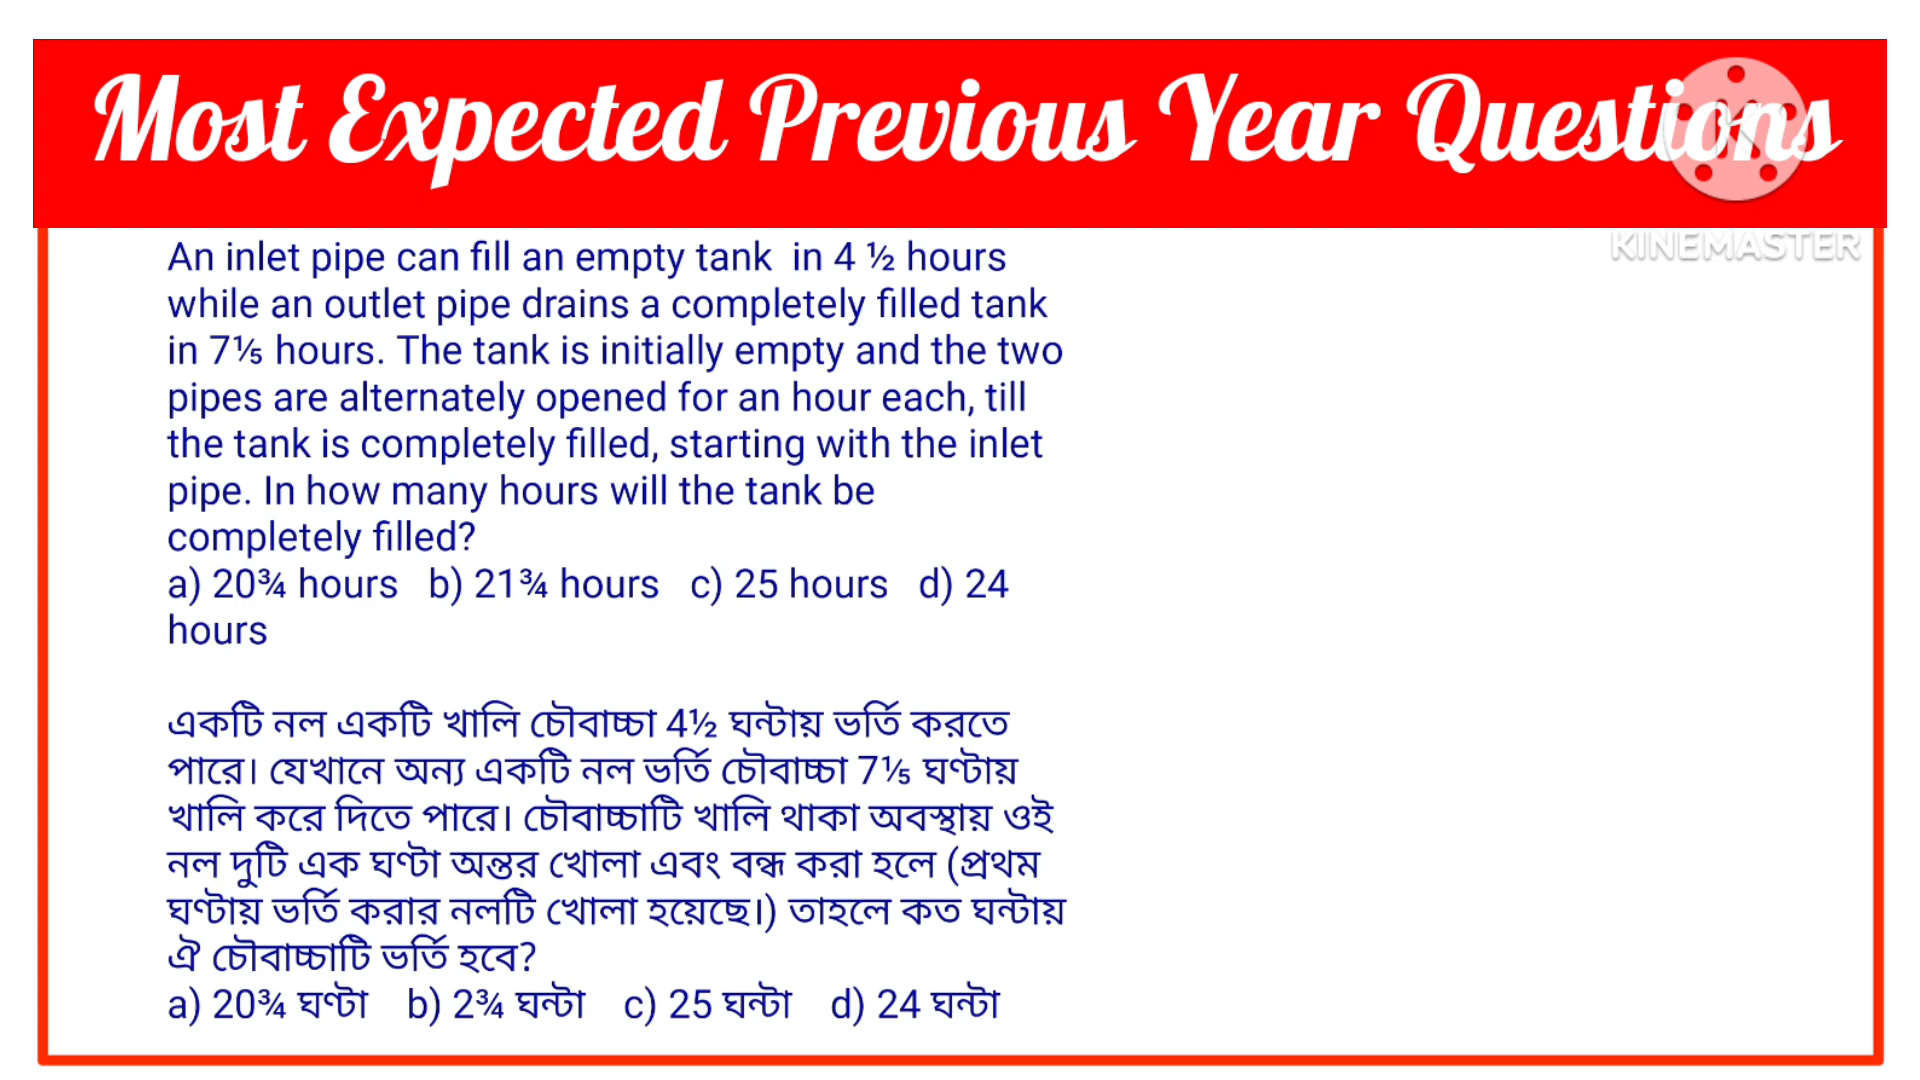 Most Expected Previous Year Questions
KINEMASTER
An inlet pipe can fill an empty tank  in 4 ½ hours
while an outlet pipe drains a completely filled tank
in 7⅕ hours. The tank is initially empty and the two
pipes are alternately opened for an hour each, till
the tank is completely filled, starting with the inlet
pipe. In how many hours will the tank be
completely filled?
a) 20¾ hours   b) 21¾ hours   c) 25 hours   d) 24
hours
একটি নল একটি খালি চৌবাচ্চা 4½ ঘন্টায় ভর্তি করতে
পারে। যেখানে অন্য একটি নল ভর্তি চৌবাচ্চা 7⅕ ঘণ্টায়
খালি করে দিতে পারে। চৌবাচ্চাটি খালি থাকা অবস্থায় ওই
নল দুটি এক ঘণ্টা অন্তর খোলা এবং বন্ধ করা হলে (প্রথম
ঘণ্টায় ভর্তি করার নলটি খোলা হয়েছে।) তাহলে কত ঘন্টায়
ঐ চৌবাচ্চাটি ভর্তি হবে?
a) 20¾ ঘণ্টা    b) 2¾ ঘন্টা    c) 25 ঘন্টা    d) 24 ঘন্টা